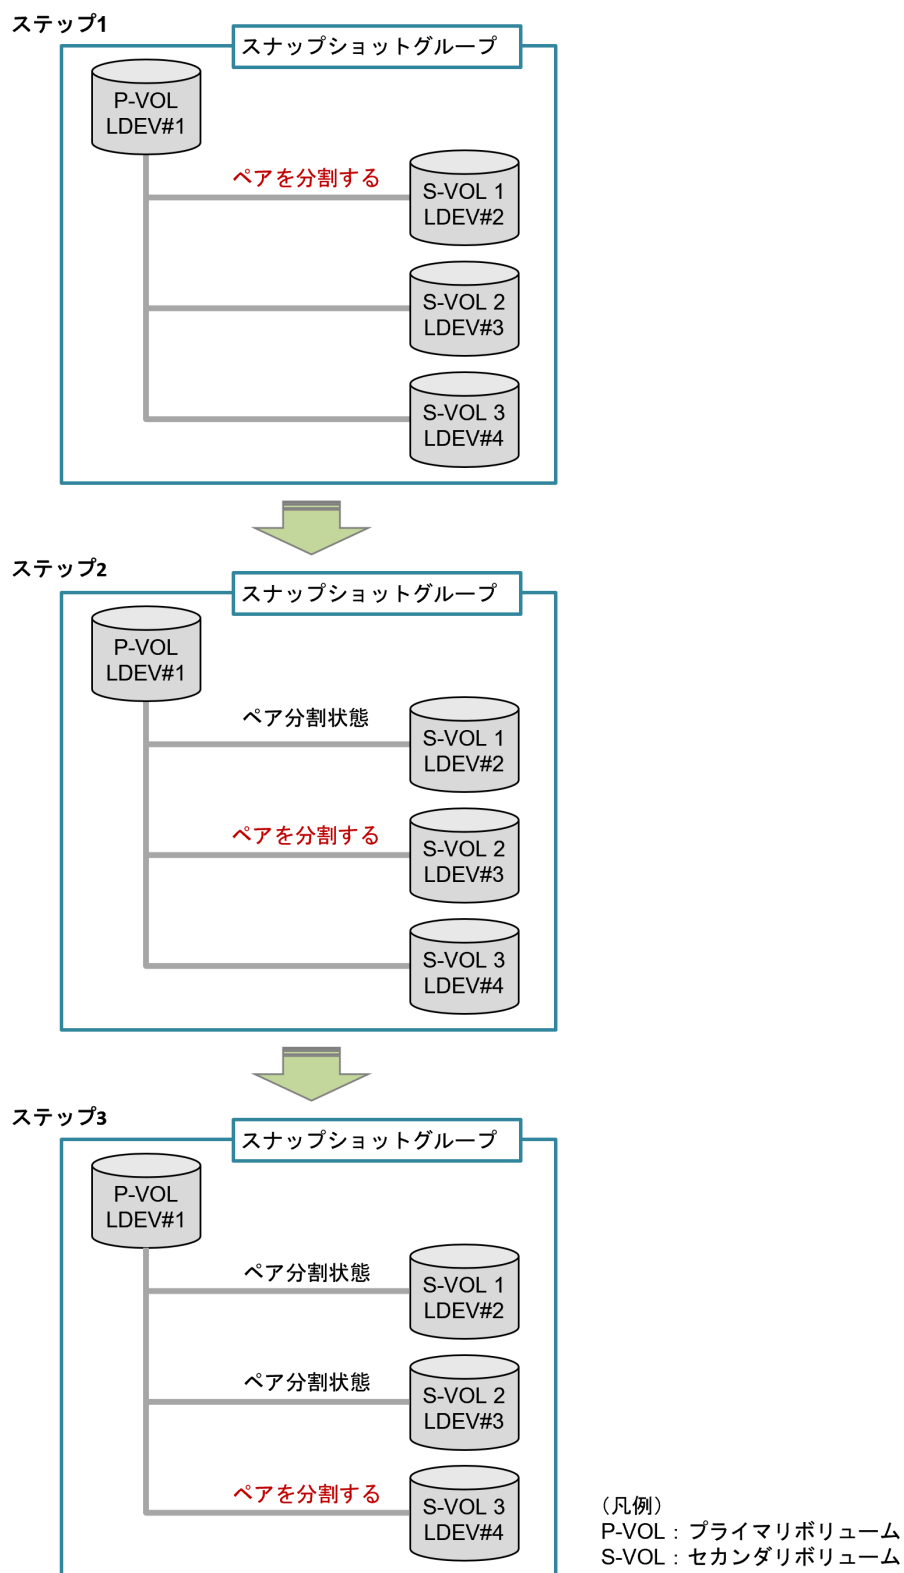 ステップ1
スナップショットグループ
P-VOL
LDEV#1
ペアを分割する
S-VOL 1
LDEV#2
S-VOL 2
LDEV#3
S-VOL 3
LDEV#4
ステップ2
スナップショットグループ
P-VOL
LDEV#1
ペア分割状態
S-VOL 1
LDEV#2
ペアを分割する
S-VOL 2
LDEV#3
S-VOL 3
LDEV#4
ステップ3
スナップショットグループ
P-VOL
LDEV#1
ペア分割状態
S-VOL 1
LDEV#2
ペア分割状態
S-VOL 2
LDEV#3
ペアを分割する
S-VOL 3
LDEV#4
（凡例）
P-VOL：プライマリボリューム
S-VOL：セカンダリボリューム